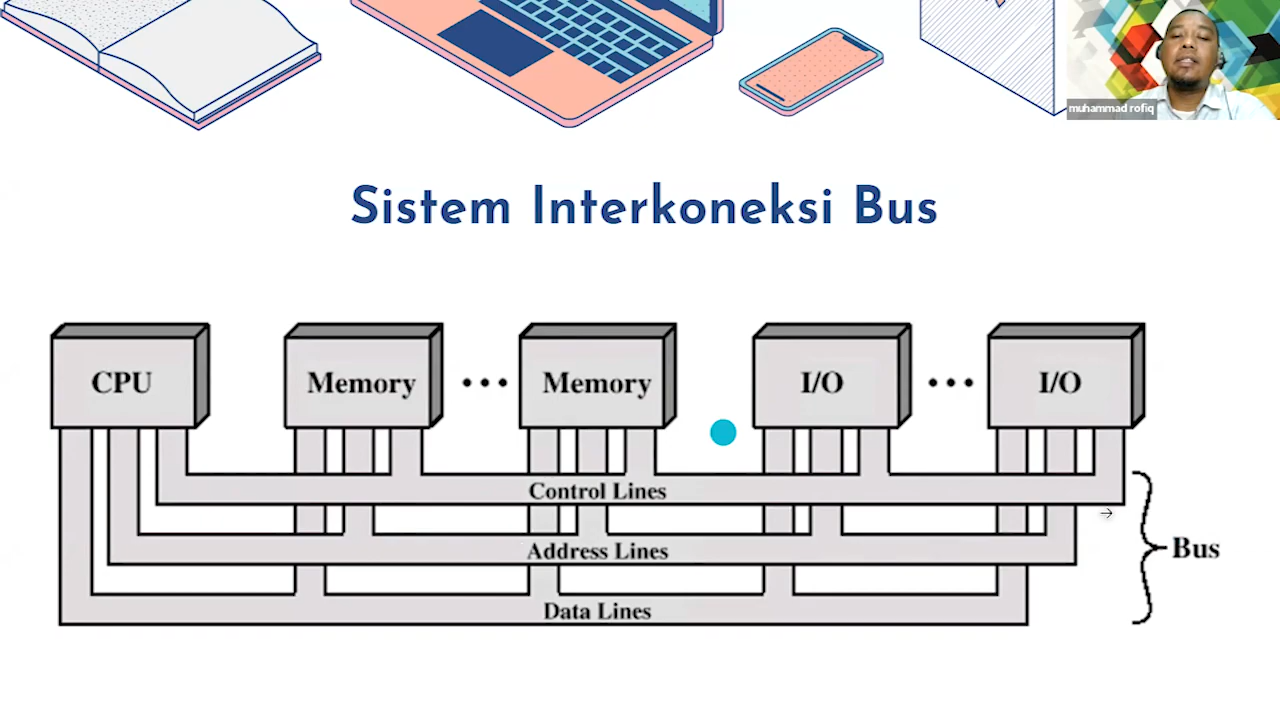 muhammad rofiq
Sistem Interkoneksi Bus
CPU
Memory
•••
Memory
I/O
•••
I/O
Control Lines
Address Lines
Data Lines
Bus